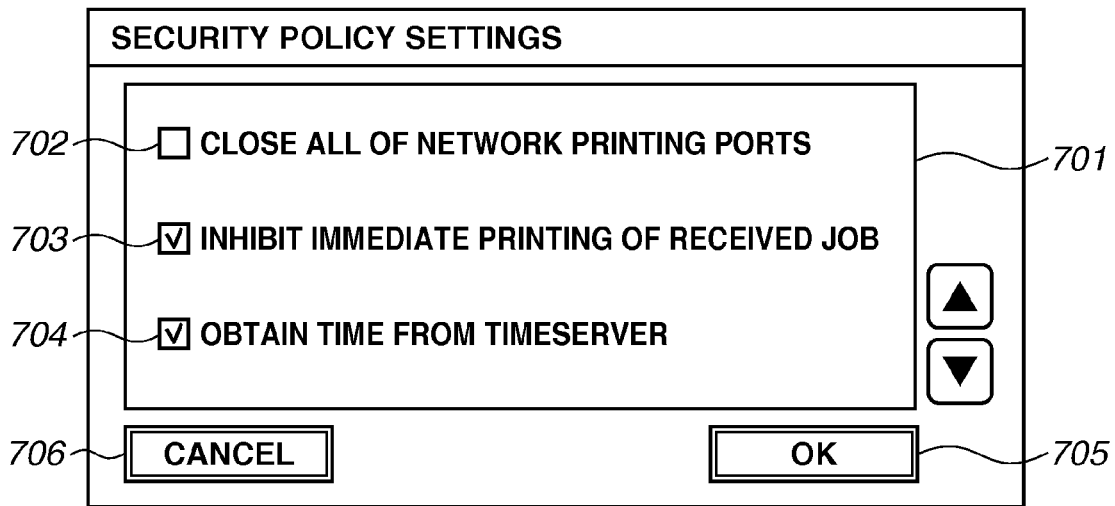 SECURITY POLICY SETTINGS
702 CLOSE ALL OF NETWORK PRINTING PORTS
701
703 INHIBIT IMMEDIATE PRINTING OF RECEIVED JOB
704 OBTAIN TIME FROM TIMESERVER
706 CANCEL OK 705